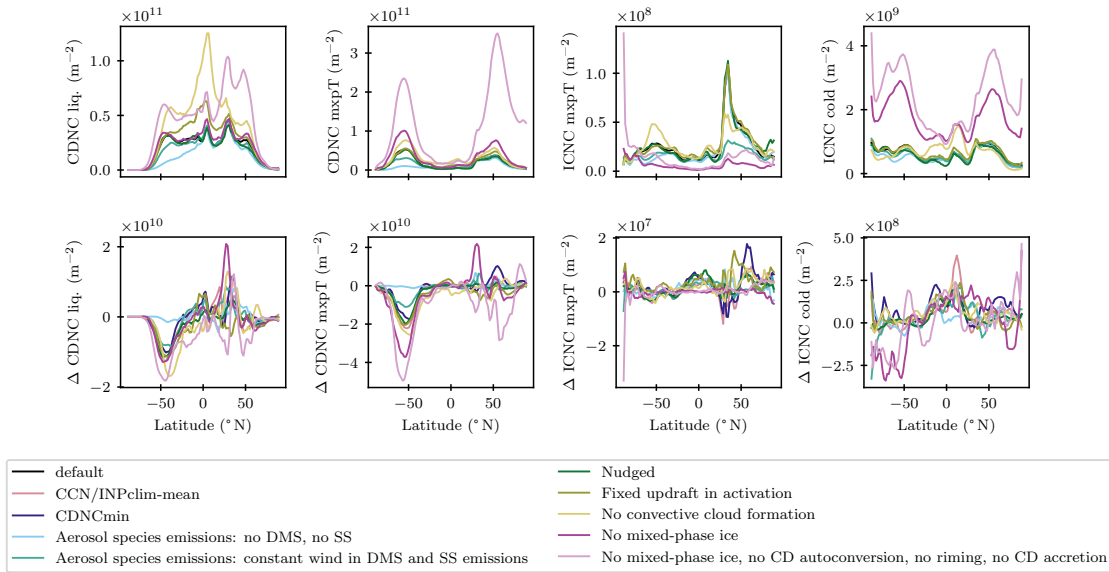 ×10¹¹
×10¹¹
×10⁸
×10⁹
CDNC liq. (m⁻²)
1.0
0.5
0.0
CDNC mxpT (m⁻²)
3
2
1
0
ICNC mxpT (m⁻²)
1.0
0.5
0.0
ICNC cold (m⁻²)
4
2
0
×10¹⁰
×10¹⁰
×10⁷
×10⁸
Δ CDNC liq. (m⁻²)
2
0
−2
Δ CDNC mxpT (m⁻²)
2
0
−2
−4
Δ ICNC mxpT (m⁻²)
2
0
−2
Δ ICNC cold (m⁻²)
5.0
2.5
0.0
−2.5
−50 0 50
−50 0 50
−50 0 50
−50 0 50
Latitude (°N)
Latitude (°N)
Latitude (°N)
Latitude (°N)
default
CCN/INPclim-mean
CDNCmin
Aerosol species emissions: no DMS, no SS
Aerosol species emissions: constant wind in DMS and SS emissions
Nudged
Fixed updraft in activation
No convective cloud formation
No mixed-phase ice
No mixed-phase ice, no CD autoconversion, no riming, no CD accretion